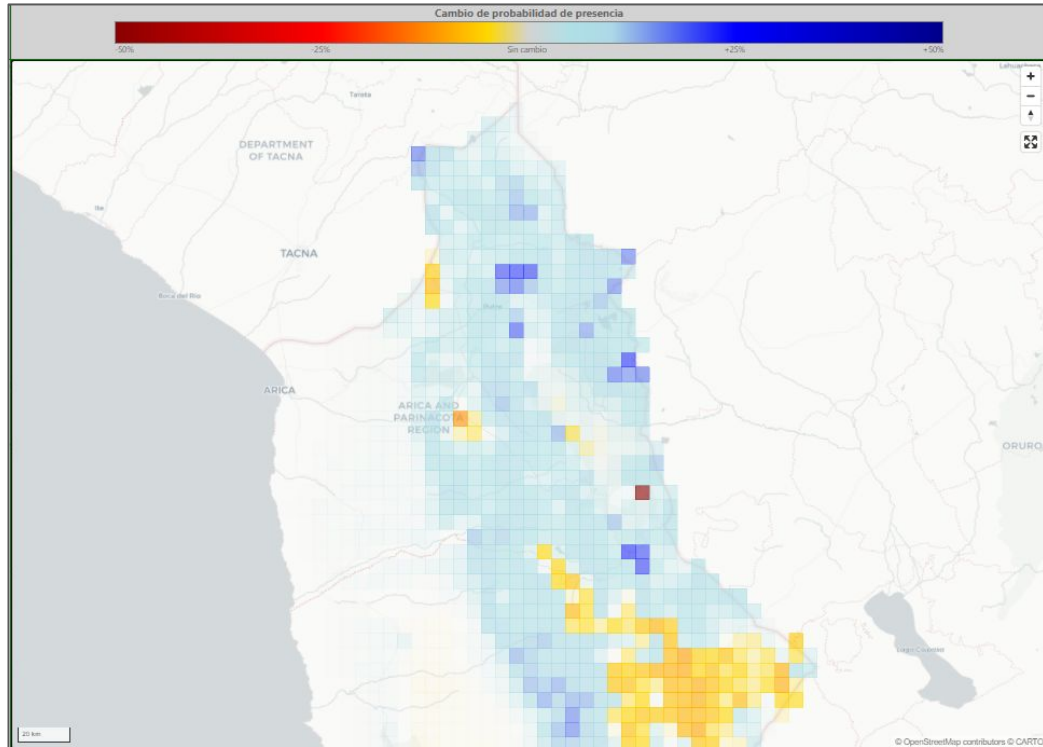 Cambio de probabilidad de presencia
-50%
-25%
Sin cambio
+25%
+50%
Tarata
DEPARTMENT
OF TACNA
Ite
TACNA
Boca del Río
Putre
ARICA
ARICA AND
PARINACOTA
REGION
ORURO
Lago Coipasa
20 km
© OpenStreetMap contributors © CARTO